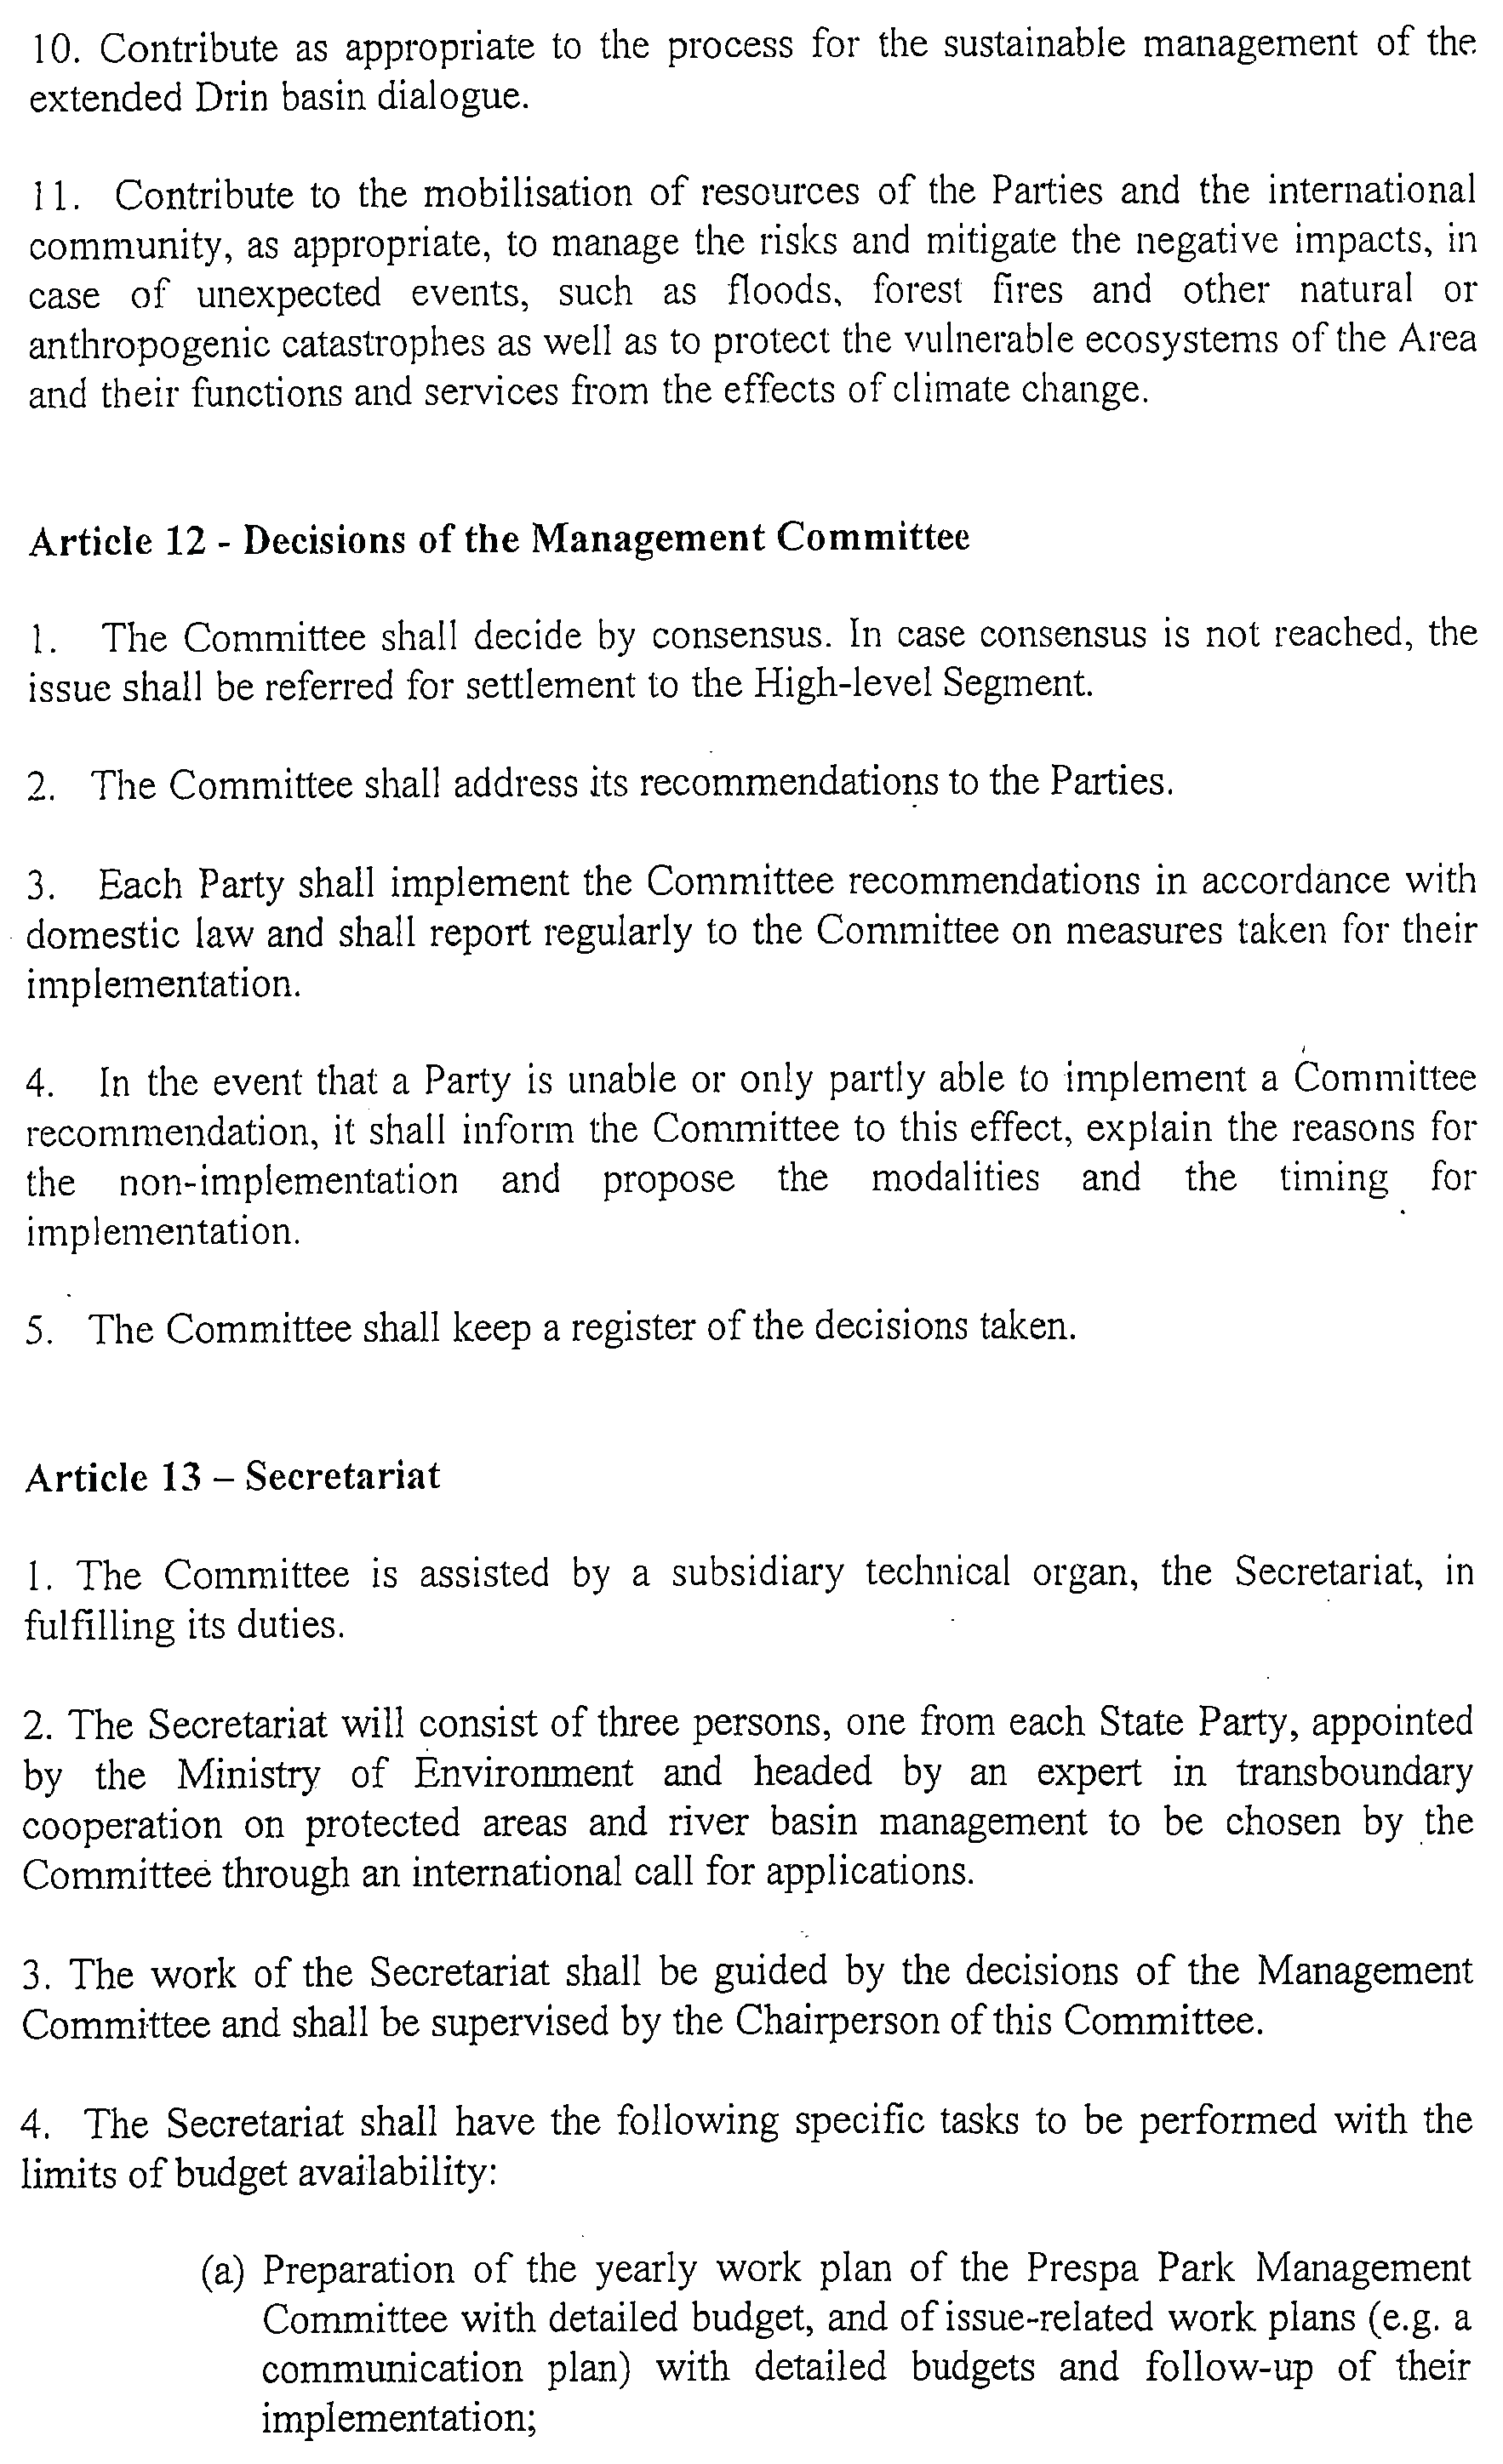 10. Contribute as appropriate to the process for the sustainable management of the
extended Drin basin dialogue.
11. Contribute to the mobilisation of resources of the Parties and the international
community, as appropriate, to manage the risks and mitigate the negative impacts, in
case of unexpected events, such as floods, forest fires and other natural or
anthropogenic catastrophes as well as to protect the vulnerable ecosystems of the Area
and their functions and services from the effects of climate change.
Article 12 - Decisions of the Management Committee
1. The Committee shall decide by consensus. In case consensus is not reached, the
issue shall be referred for settlement to the High-level Segment.
2. The Committee shall address its recommendations to the Parties.
3. Each Party shall implement the Committee recommendations in accordance with
domestic law and shall report regularly to the Committee on measures taken for their
implementation.
4. In the event that a Party is unable or only partly able to implement a Committee
recommendation, it shall inform the Committee to this effect, explain the reasons for
the non-implementation and propose the modalities and the timing for
implementation.
5. The Committee shall keep a register of the decisions taken.
Article 13 – Secretariat
1. The Committee is assisted by a subsidiary technical organ, the Secretariat, in
fulfilling its duties.
2. The Secretariat will consist of three persons, one from each State Party, appointed
by the Ministry of Environment and headed by an expert in transboundary
cooperation on protected areas and river basin management to be chosen by the
Committee through an international call for applications.
3. The work of the Secretariat shall be guided by the decisions of the Management
Committee and shall be supervised by the Chairperson of this Committee.
4. The Secretariat shall have the following specific tasks to be performed with the
limits of budget availability:
(a) Preparation of the yearly work plan of the Prespa Park Management
Committee with detailed budget, and of issue-related work plans (e.g. a
communication plan) with detailed budgets and follow-up of their
implementation;